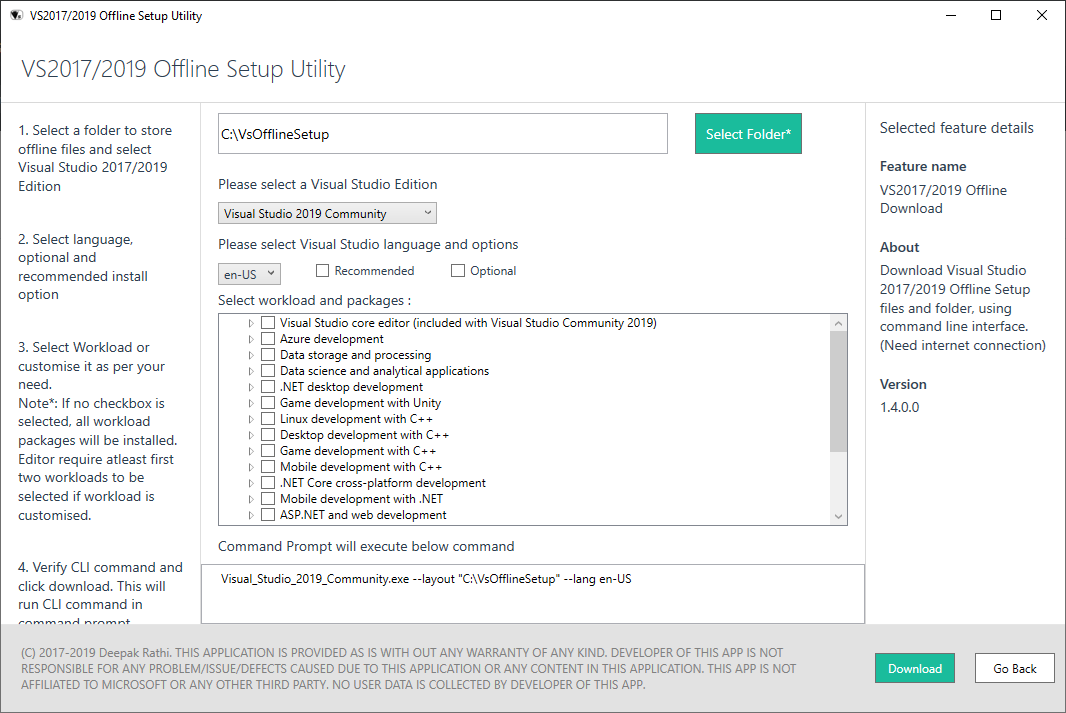 VS2017/2019 Offline Setup Utility
VS2017/2019 Offline Setup Utility
1. Select a folder to store
offline files and select
Visual Studio 2017/2019
Edition
2. Select language,
optional and
recommended install
option
3. Select Workload or
customise it as per your
need.
Note*: If no checkbox is
selected, all workload
packages will be installed.
Editor require atleast first
two workloads to be
selected if workload is
customised.
4. Verify CLI command and
click download. This will
run CLI command in
command prompt
C:\VsOfflineSetup
Select Folder*
Please select a Visual Studio Edition
Visual Studio 2019 Community
Please select Visual Studio language and options
en-US
Recommended
Optional
Select workload and packages :
Visual Studio core editor (included with Visual Studio Community 2019)
Azure development
Data storage and processing
Data science and analytical applications
.NET desktop development
Game development with Unity
Linux development with C++
Desktop development with C++
Game development with C++
Mobile development with C++
.NET Core cross-platform development
Mobile development with .NET
ASP.NET and web development
Command Prompt will execute below command
Visual_Studio_2019_Community.exe --layout "C:\VsOfflineSetup" --lang en-US
Selected feature details
Feature name
VS2017/2019 Offline
Download
About
Download Visual Studio
2017/2019 Offline Setup
files and folder, using
command line interface.
(Need internet connection)
Version
1.4.0.0
(C) 2017-2019 Deepak Rathi. THIS APPLICATION IS PROVIDED AS IS WITH OUT ANY WARRANTY OF ANY KIND. DEVELOPER OF THIS APP IS NOT
RESPONSIBLE FOR ANY PROBLEM/ISSUE/DEFECTS CAUSED DUE TO THIS APPLICATION OR ANY CONTENT IN THIS APPLICATION. THIS APP IS NOT
AFFILIATED TO MICROSOFT OR ANY OTHER THIRD PARTY. NO USER DATA IS COLLECTED BY DEVELOPER OF THIS APP.
Download
Go Back